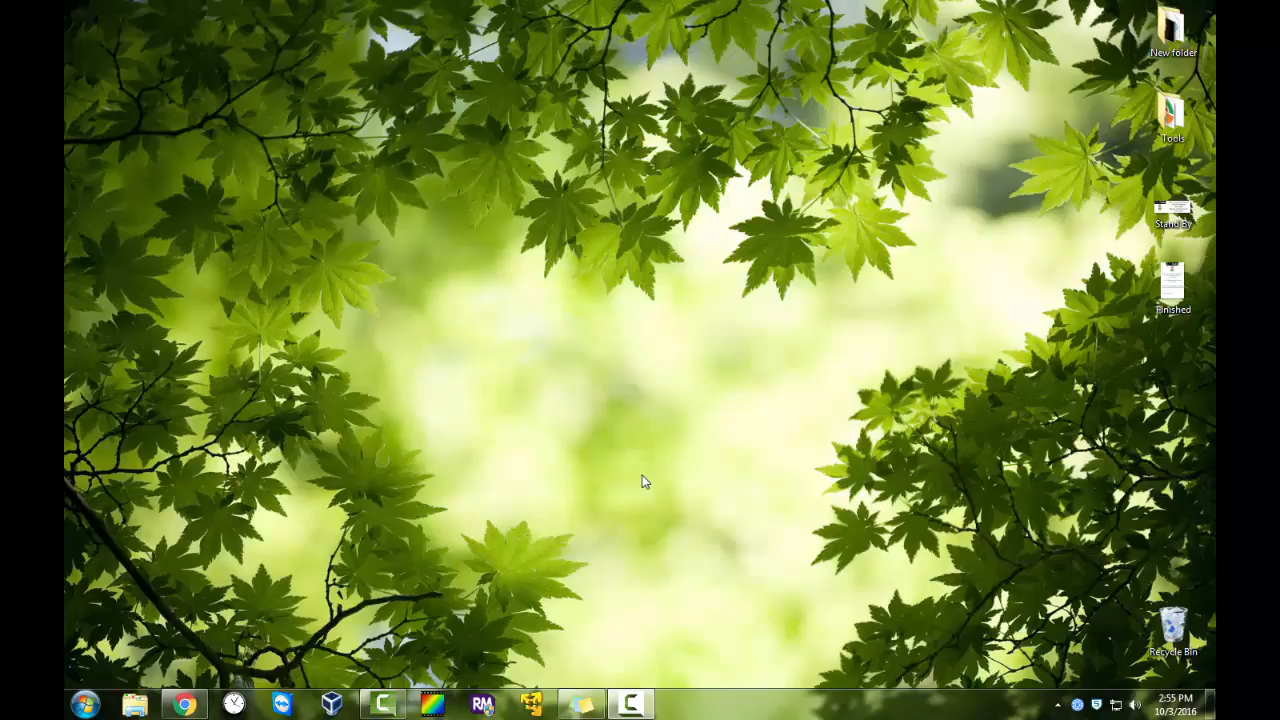 New folder
Tools
Stand By
Finished
Recycle Bin
RM
2:55 PM
10/3/2016